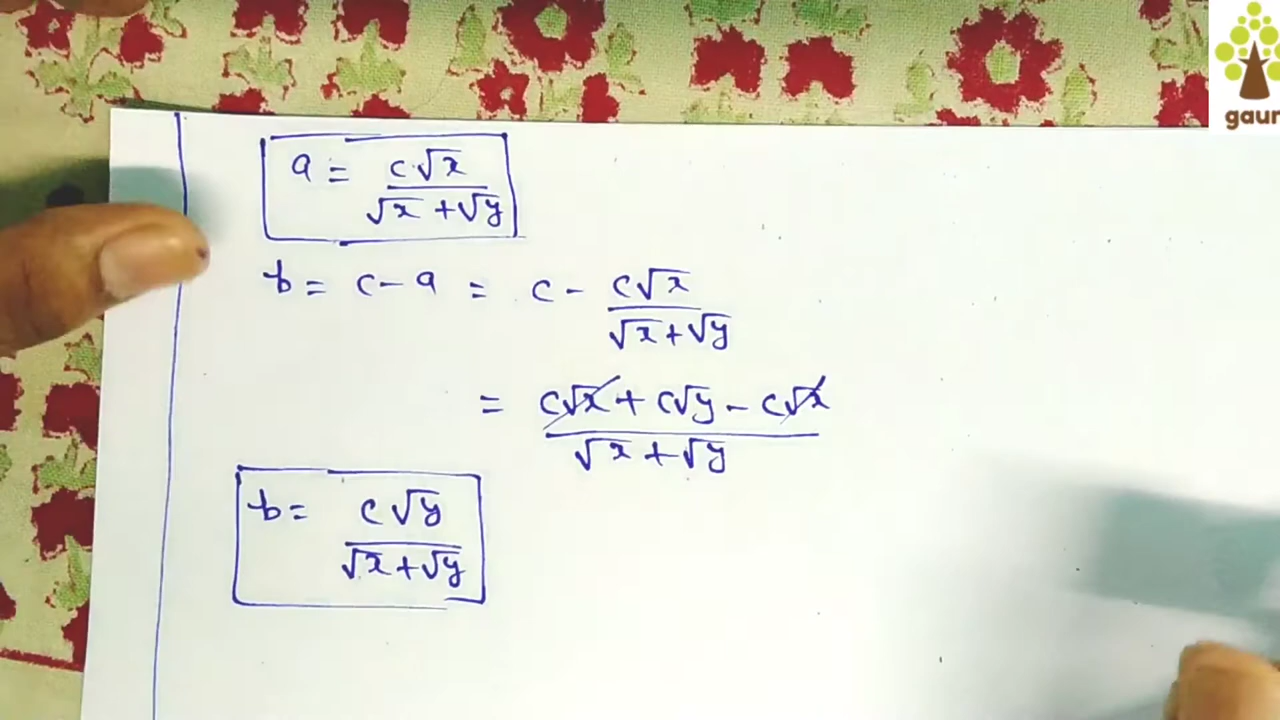 gaur
a = c√x / √x + √y
b = c - a = c - c√x / √x + √y
= c√x + c√y - c√x / √x + √y
b = c√y / √x + √y